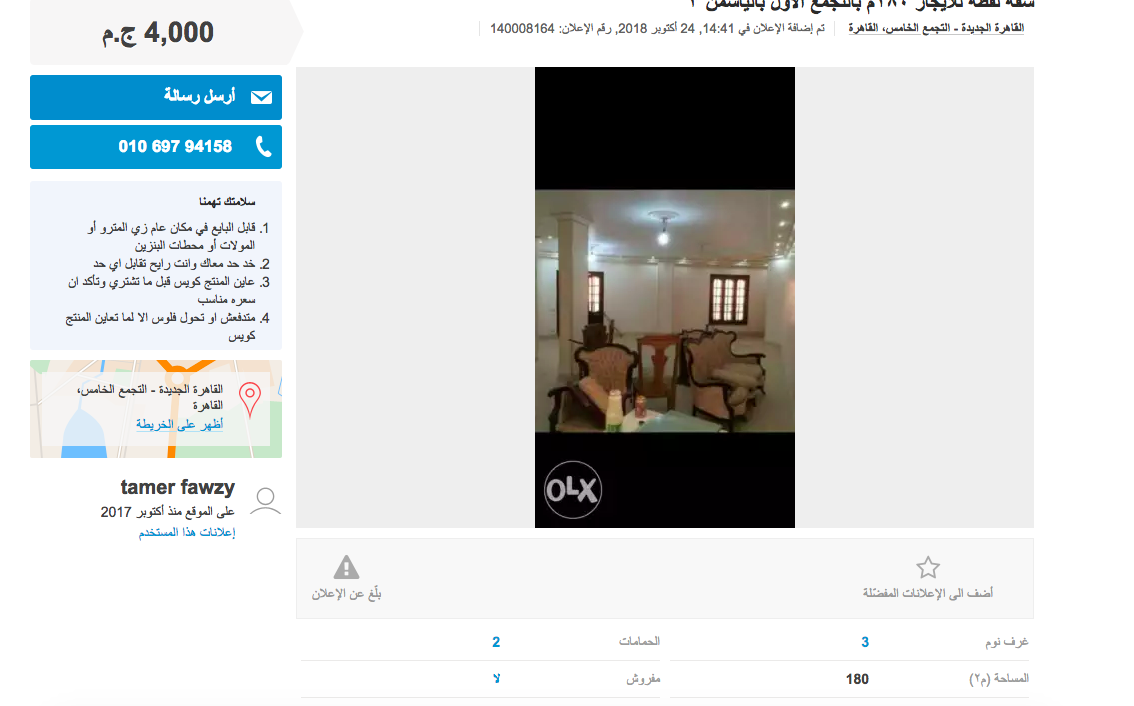 شقة لقطة للايجار ١٨٠م بالتجمع الاول بالياسمين ٢
القاهرة الجديدة - التجمع الخامس، القاهرة
تم إضافة الإعلان في 14:41, 24 أكتوبر 2018, رقم الإعلان: 140008164
4,000 ج.م
أرسل رسالة
010 697 94158
سلامتك تهمنا
1. قابل البايع في مكان عام زي المترو أو
المولات أو محطات البنزين
2. خد حد معاك وانت رايح تقابل اي حد
3. عاين المنتج كويس قبل ما تشتري وتأكد ان
سعره مناسب
4. متدفعش او تحول فلوس الا لما تعاين المنتج
كويس
القاهرة الجديدة - التجمع الخامس،
القاهرة
أظهر على الخريطة
tamer fawzy
على الموقع منذ أكتوبر 2017
إعلانات هذا المستخدم
OLX
أضف الى الإعلانات المفضّلة
بلّغ عن الإعلان
غرف نوم 3
الحمامات 2
المساحة (م٢) 180
مفروش لا